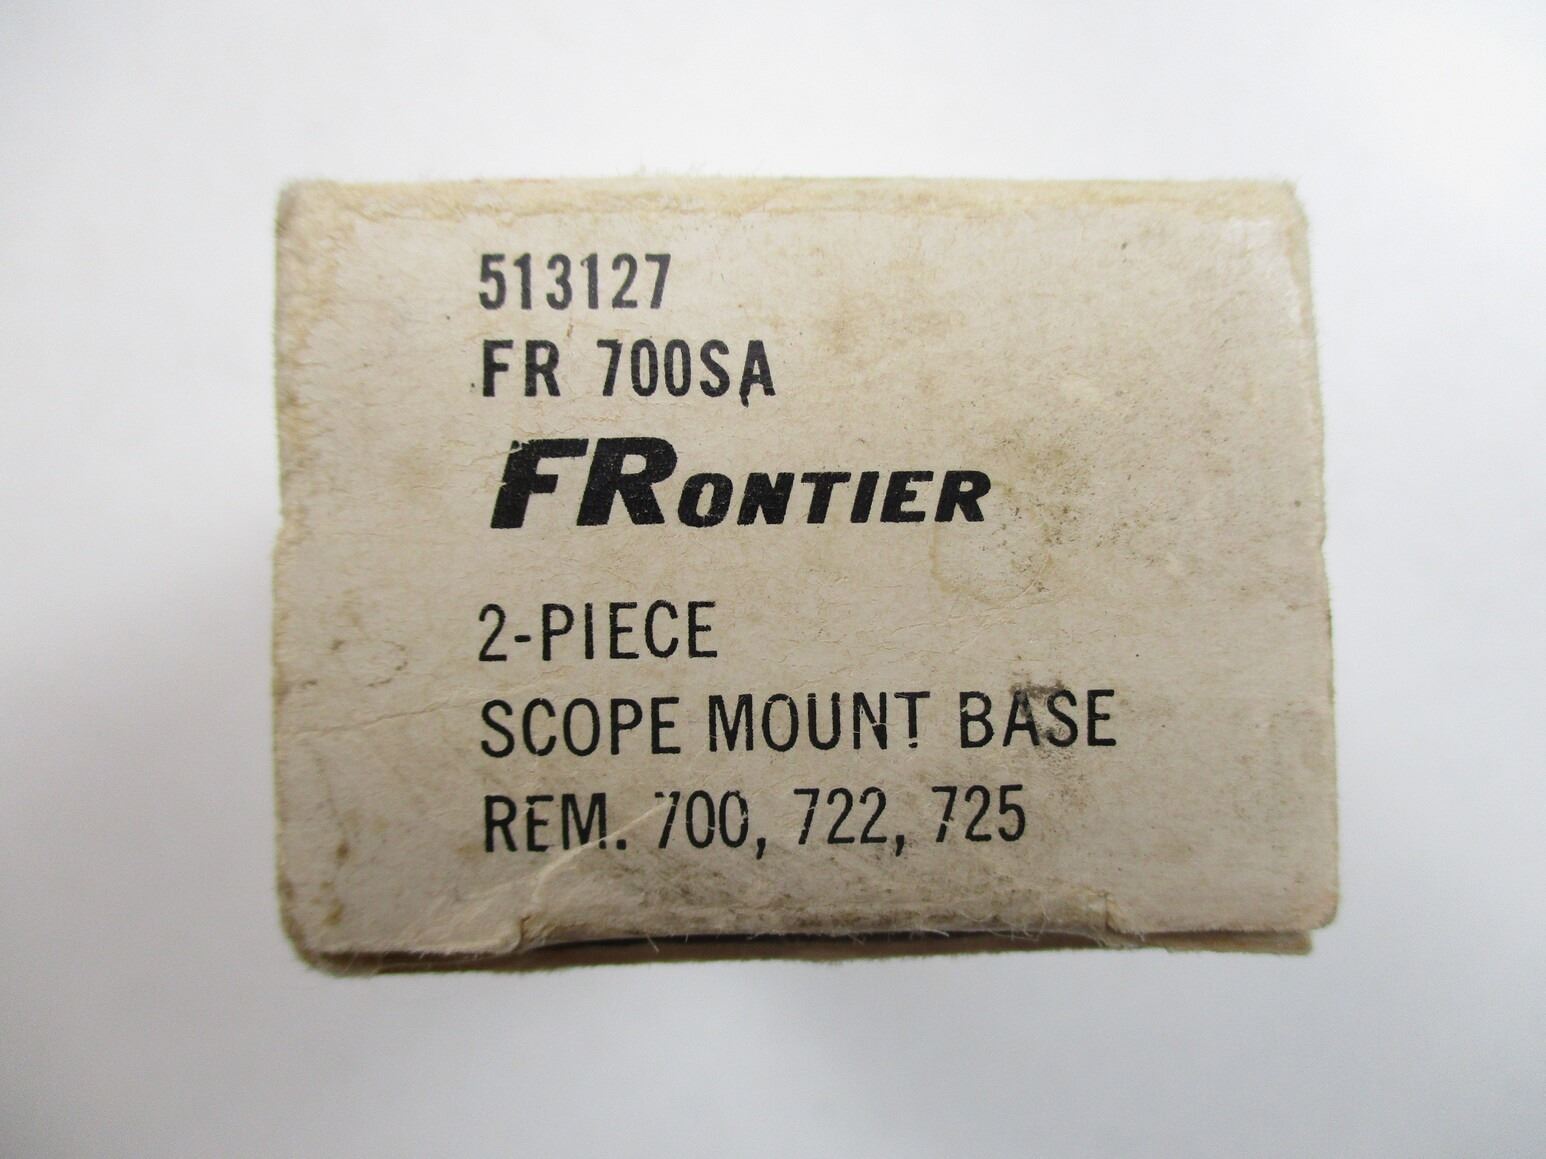 513127
FR 700SA
FRONTIER
2-PIECE
SCOPE MOUNT BASE
REM. 700, 722, 725